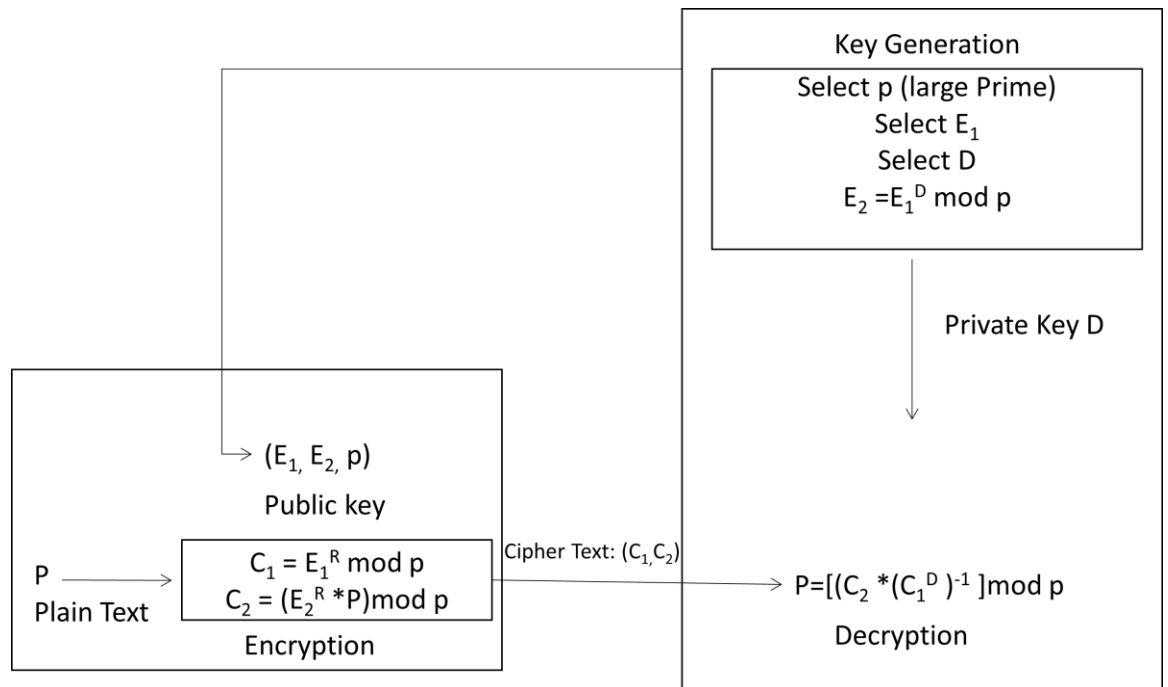 Key Generation
Select p (large Prime)
Select E₁
Select D
E₂ =E₁ᴰ mod p
Private Key D
(E₁, E₂, p)
Public key
P
Plain Text
C₁ = E₁ᴿ mod p
C₂ = (E₂ᴿ *P)mod p
Encryption
Cipher Text: (C₁,C₂)
P=[(C₂ *(C₁ᴰ )⁻¹ ]mod p
Decryption